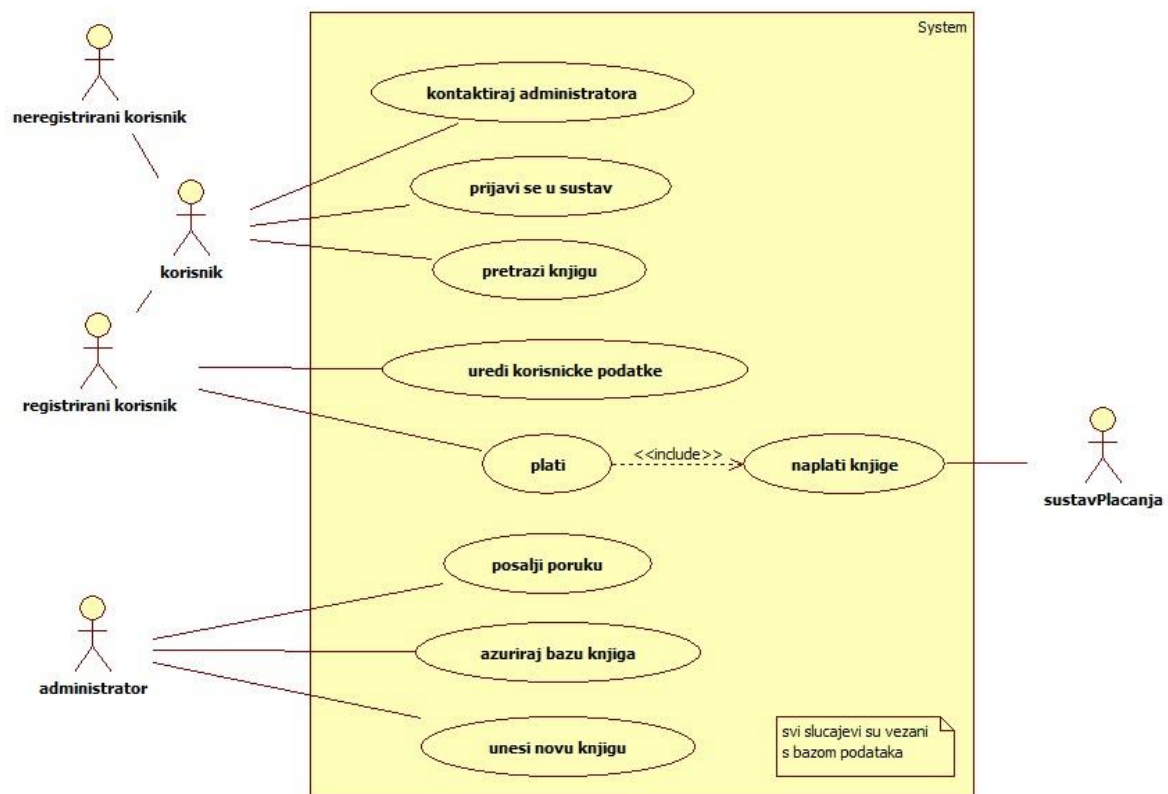 System
neregistrirani korisnik
kontaktiraj administratora
prijavi se u sustav
korisnik
pretrazi knjigu
registrirani korisnik
uredi korisnicke podatke
plati
<<include>>
naplati knjige
sustavPlacanja
posalji poruku
administrator
azuriraj bazu knjiga
unesi novu knjigu
svi slucajevi su vezani
s bazom podataka